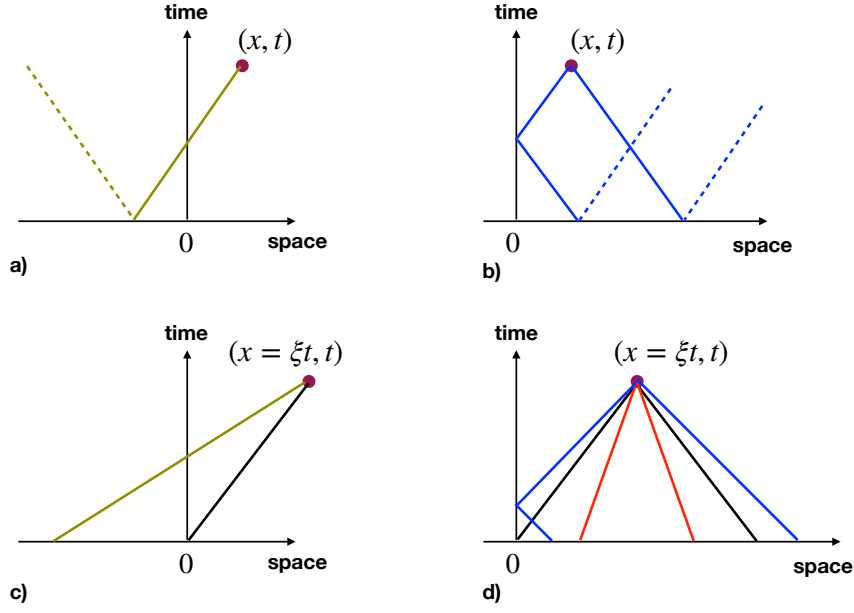 time
(x, t)
0
space
a)
time
(x, t)
0
space
b)
time
(x = ξt, t)
0
space
c)
time
(x = ξt, t)
0
space
d)